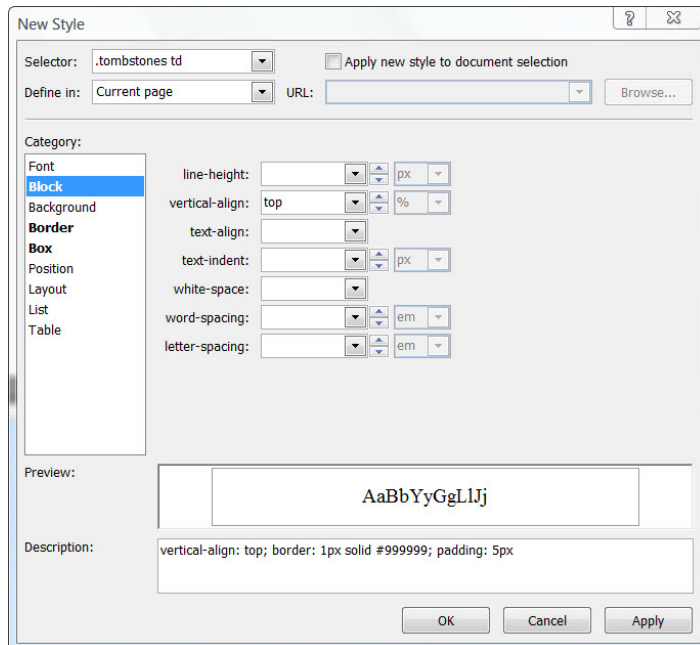 New Style
Selector: .tombstones td Apply new style to document selection
Define in: Current page URL: Browse...
Category:
Font
Block
Background
Border
Box
Position
Layout
List
Table
line-height: px
vertical-align: top %
text-align:
text-indent: px
white-space:
word-spacing: em
letter-spacing: em
Preview:
AaBbYyGgLlJj
Description: vertical-align: top; border: 1px solid #999999; padding: 5px
OK Cancel Apply